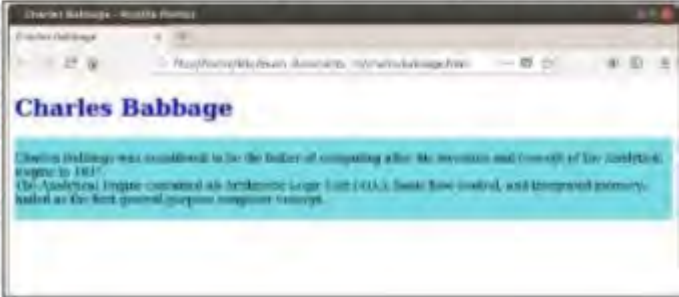 Charles Babbage - Mozilla Firefox
Charles Babbage
Charles Babbage
Charles Babbage was considered to be the father of computing after his invention and concept of the Analytical
Engine in 1837.
The Analytical Engine contained an Arithmetic Logic Unit (ALU), basic flow control, and integrated memory,
hailed as the first general-purpose computer concept.